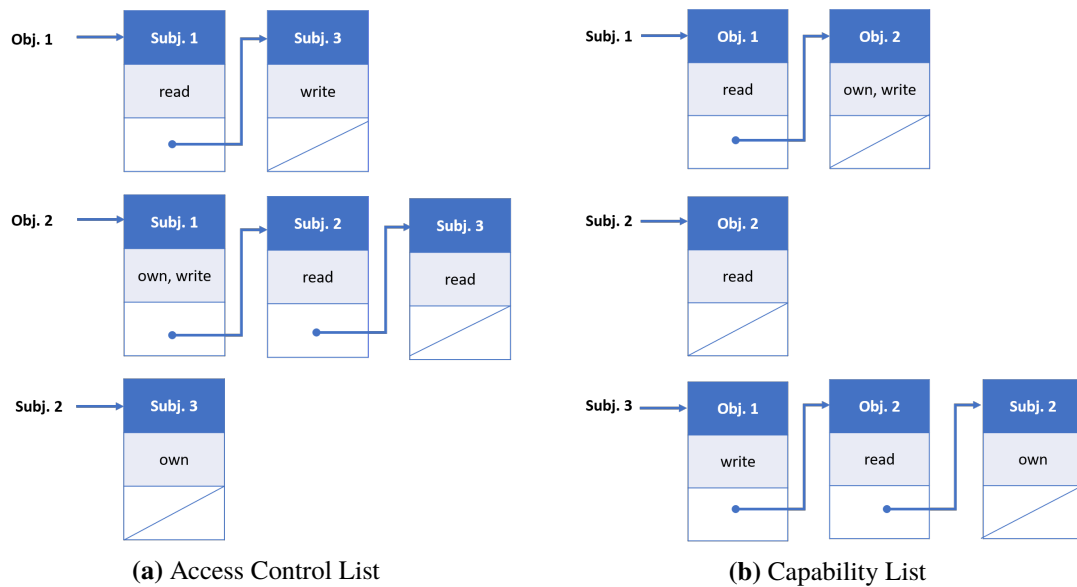 Obj. 1
Subj. 1
Subj. 3
read
write
Obj. 2
Subj. 1
Subj. 2
Subj. 3
own, write
read
read
Subj. 2
Subj. 3
own
(a) Access Control List
Subj. 1
Obj. 1
Obj. 2
read
own, write
Subj. 2
Obj. 2
read
Subj. 3
Obj. 1
Obj. 2
Subj. 2
write
read
own
(b) Capability List